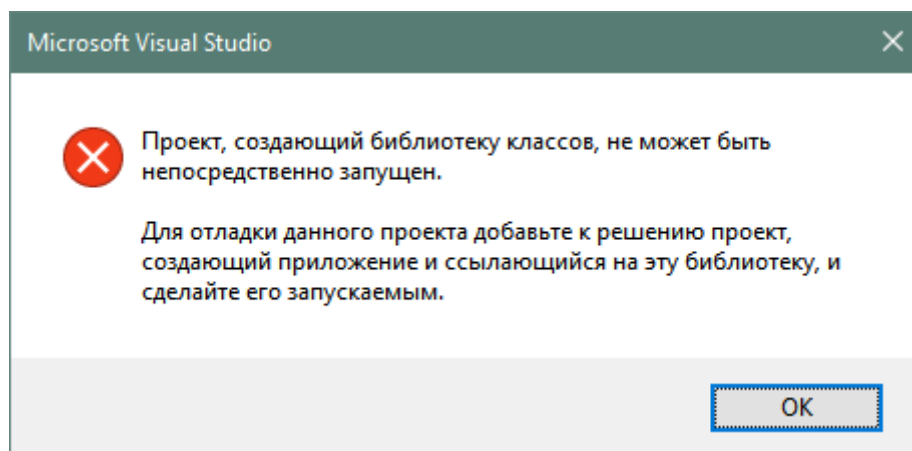 Microsoft Visual Studio
Проект, создающий библиотеку классов, не может быть
непосредственно запущен.
Для отладки данного проекта добавьте к решению проект,
создающий приложение и ссылающийся на эту библиотеку, и
сделайте его запускаемым.
OK